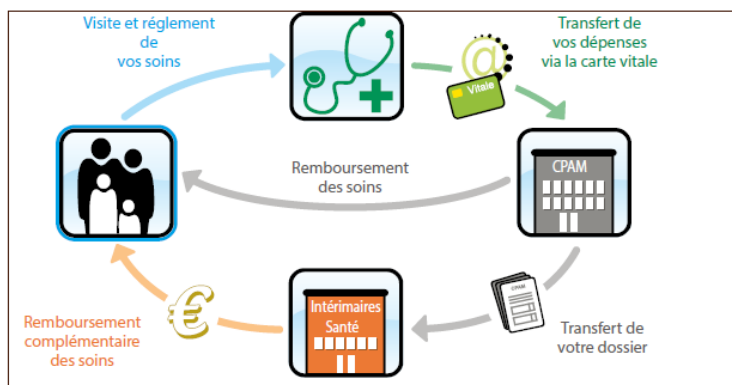 Visite et réglement
de
vos soins
Transfert de
vos dépenses
via la carte vitale
@
Vitale
CPAM
Remboursement
des soins
CPAM
Intérimaires
Santé
€
Remboursement
complémentaire
des soins
Transfert de
votre dossier